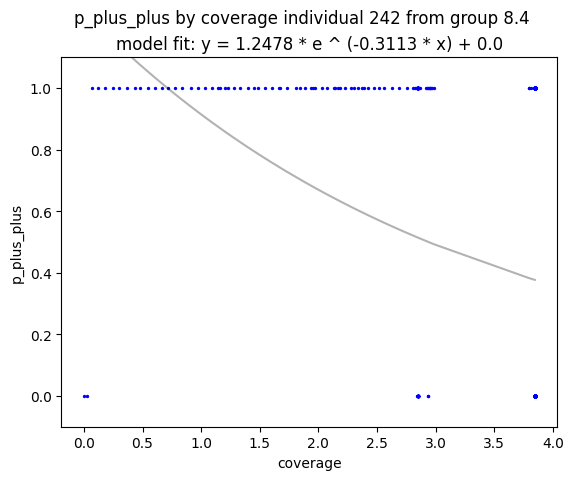 p_plus_plus by coverage individual 242 from group 8.4
model fit: y = 1.2478 * e ^ (-0.3113 * x) + 0.0
1.0
0.8
0.6
0.4
0.2
0.0
p_plus_plus
0.0 0.5 1.0 1.5 2.0 2.5 3.0 3.5 4.0
coverage